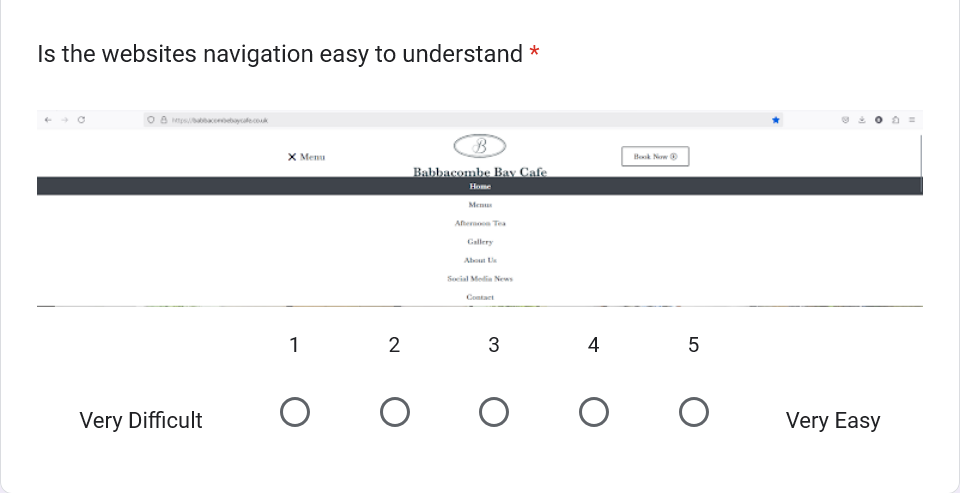 Is the websites navigation easy to understand *
https://babbacombebaycafe.co.uk
B
Menu
Book Now
Babbacombe Bay Cafe
Home
Menus
Afternoon Tea
Gallery
About Us
Social Media News
Contact
1 2 3 4 5
Very Difficult Very Easy